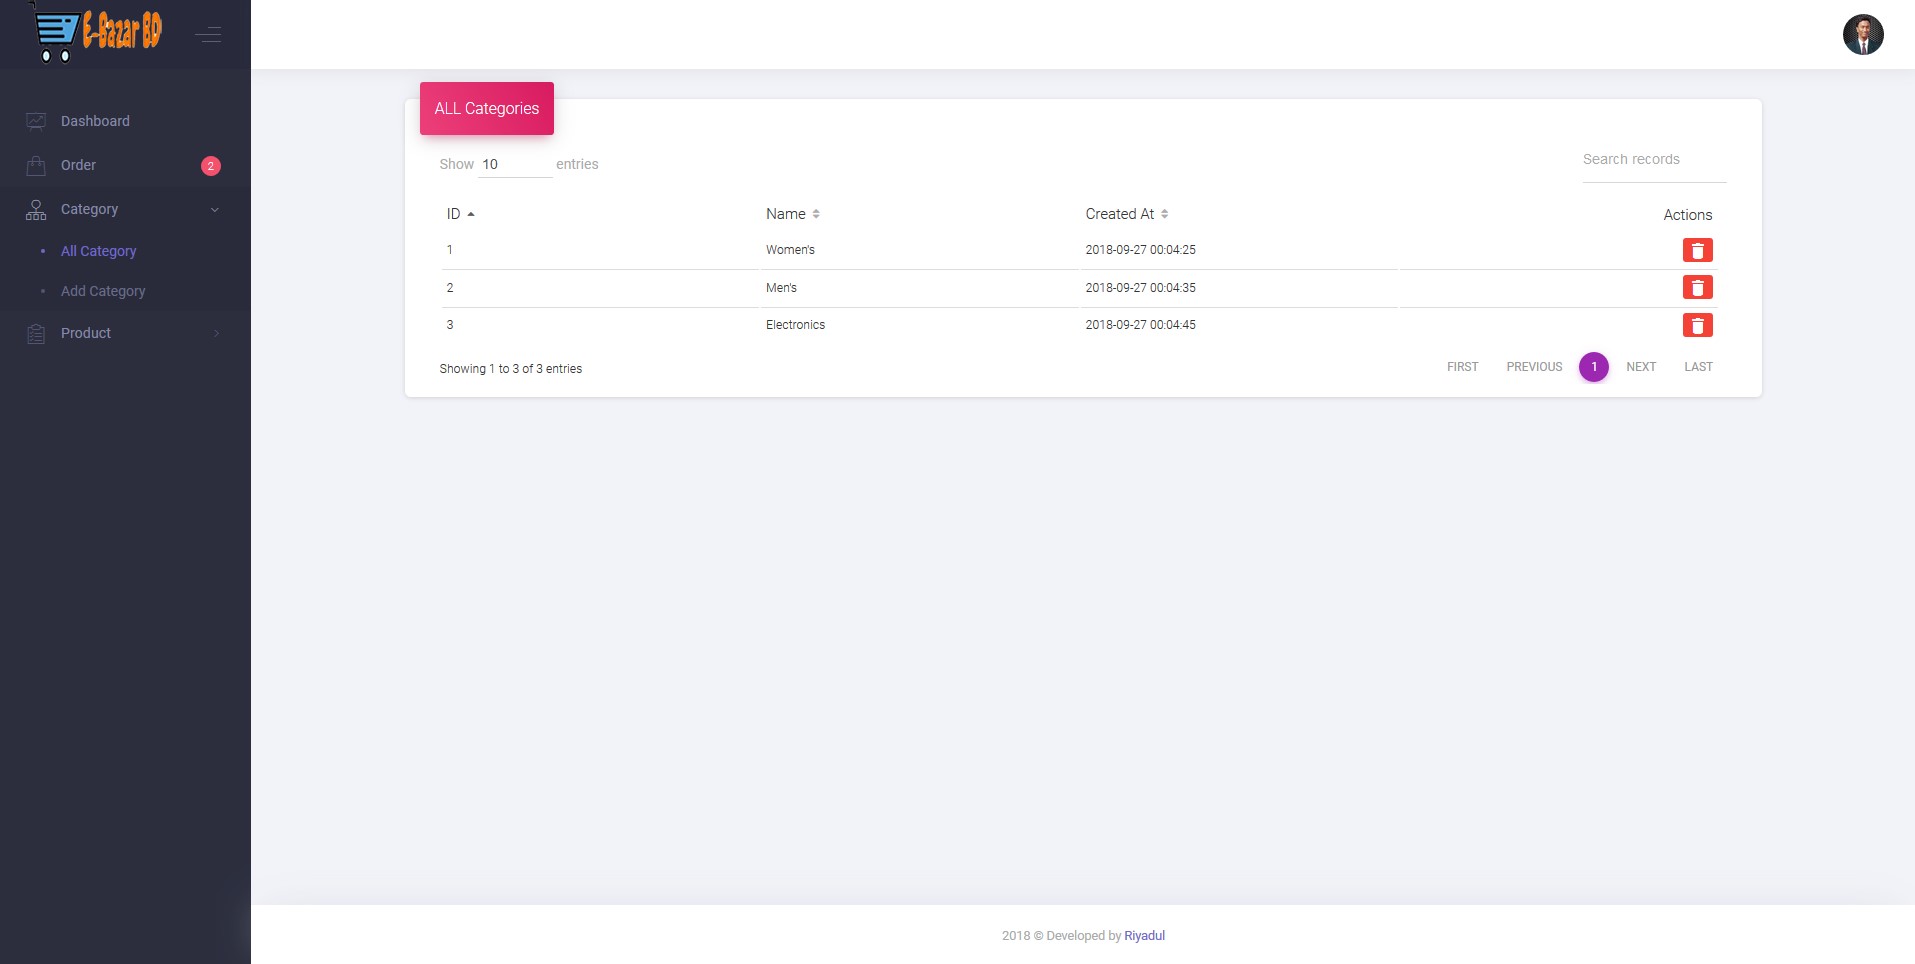 E-Bazar BD
Dashboard
Order 2
Category
All Category
Add Category
Product
ALL Categories
Show 10 entries
Search records
ID Name Created At Actions
1 Women's 2018-09-27 00:04:25
2 Men's 2018-09-27 00:04:35
3 Electronics 2018-09-27 00:04:45
Showing 1 to 3 of 3 entries
FIRST PREVIOUS 1 NEXT LAST
2018 © Developed by Riyadul